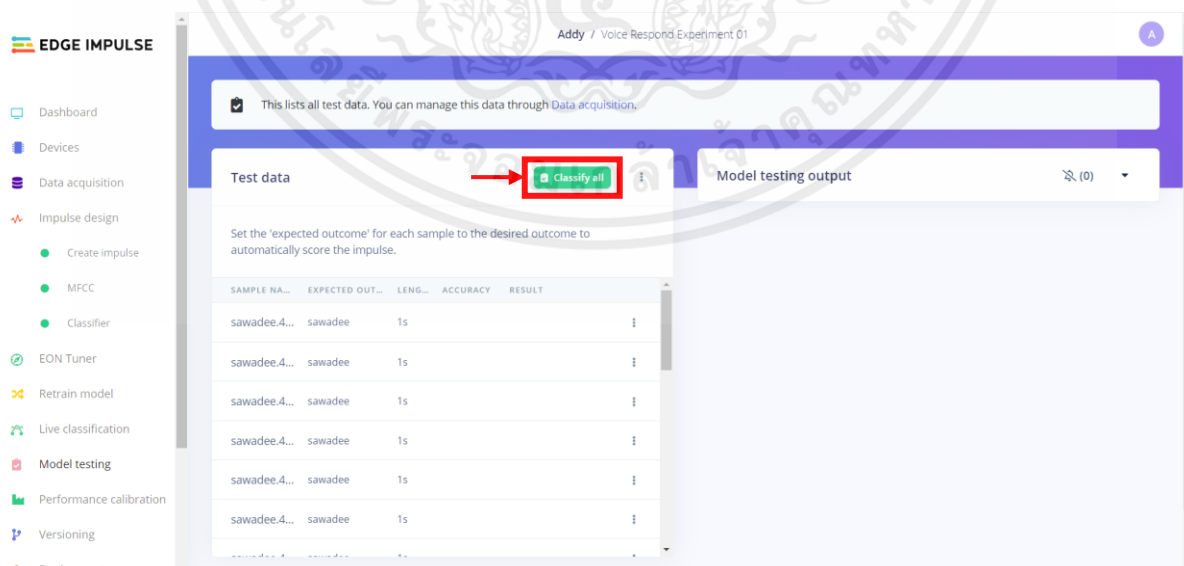 EDGE IMPULSE
Addy / Voice Respond Experiment 01
A
Dashboard
Devices
Data acquisition
Impulse design
Create impulse
MFCC
Classifier
EON Tuner
Retrain model
Live classification
Model testing
Performance calibration
Versioning
This lists all test data. You can manage this data through Data acquisition.
Test data
Classify all
Set the 'expected outcome' for each sample to the desired outcome to
automatically score the impulse.
SAMPLE NA... EXPECTED OUT... LENG... ACCURACY RESULT
sawadee.4... sawadee 1s
sawadee.4... sawadee 1s
sawadee.4... sawadee 1s
sawadee.4... sawadee 1s
sawadee.4... sawadee 1s
sawadee.4... sawadee 1s
Model testing output
(0)